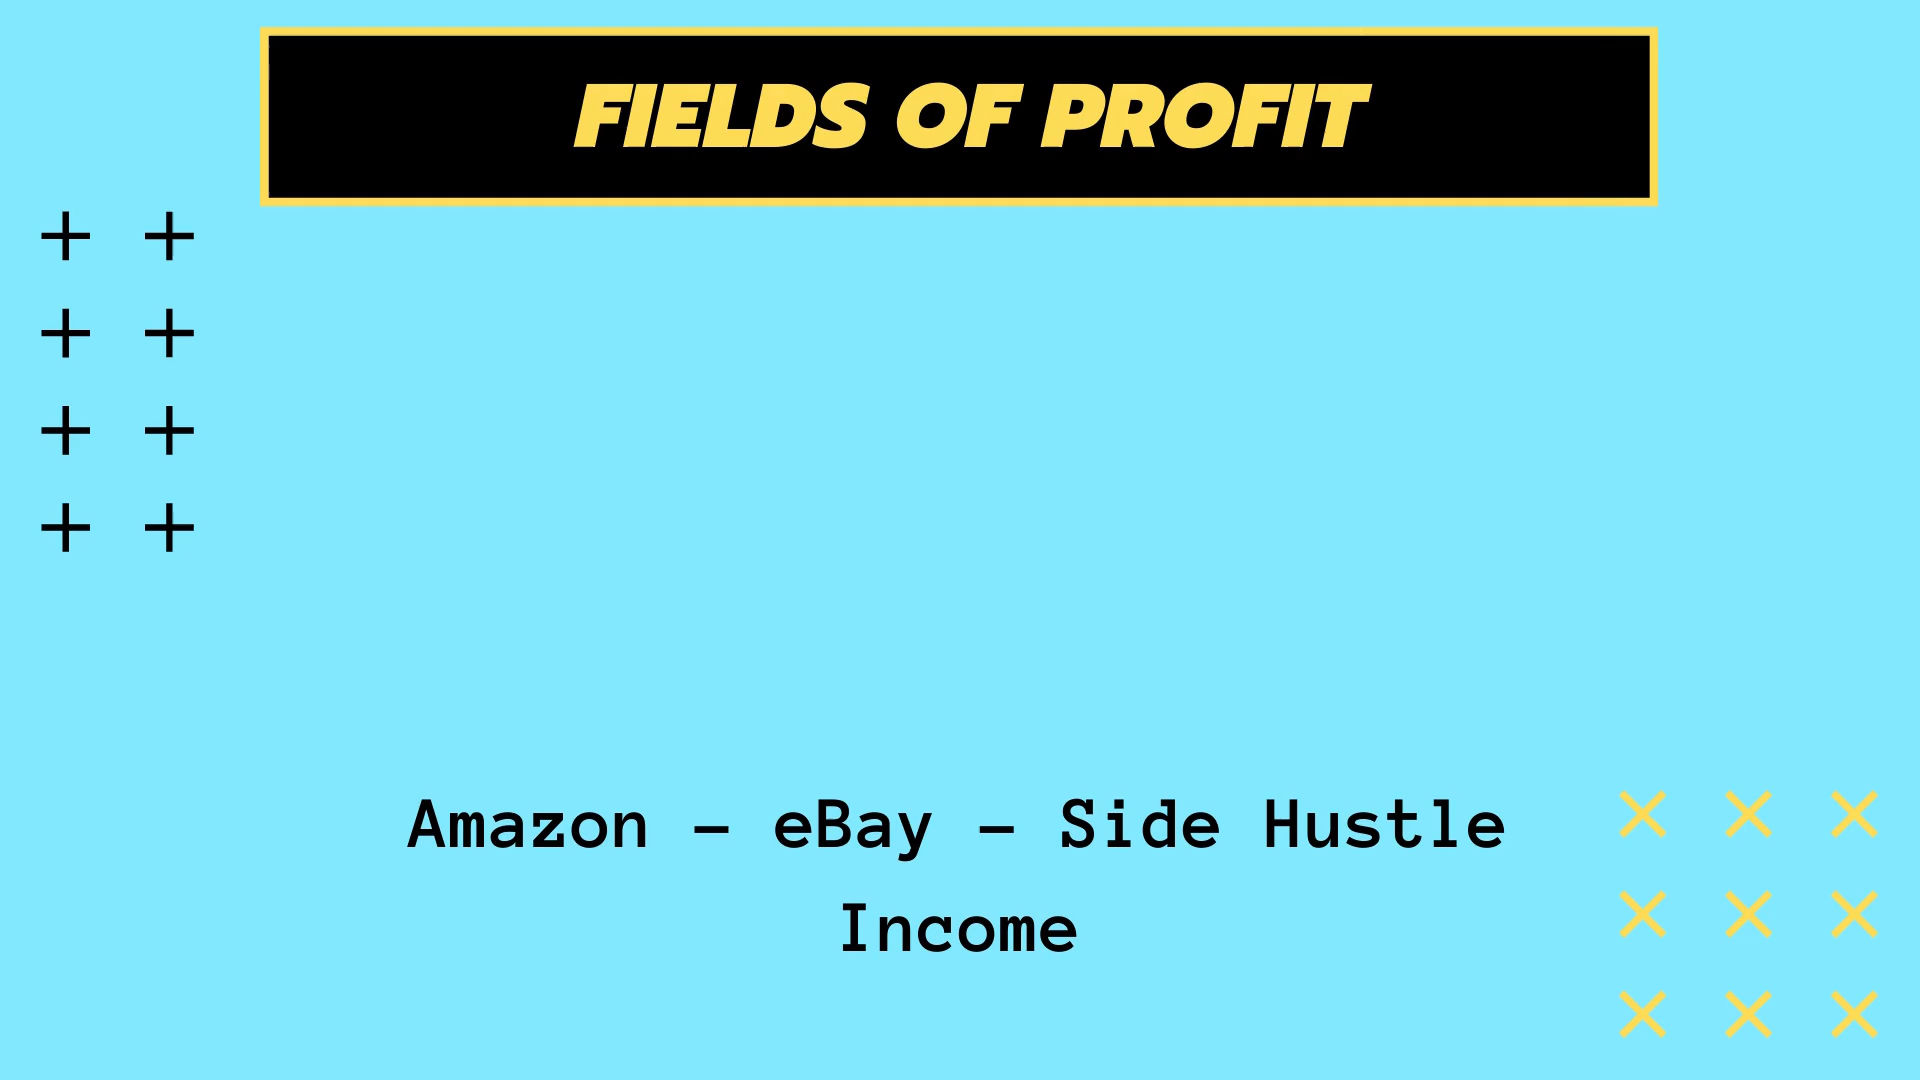 FIELDS OF PROFIT
Amazon – eBay – Side Hustle
Income